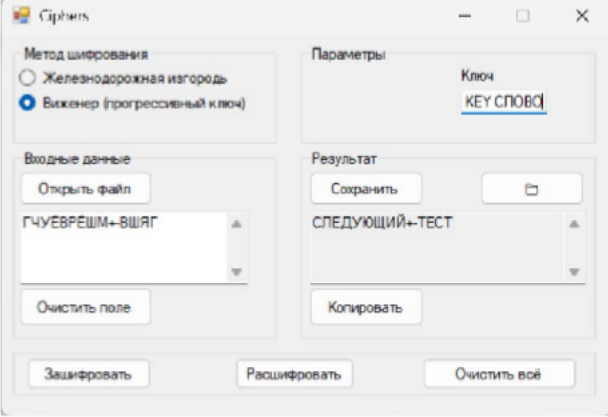 Ciphers
Метод шифрования
Железнодорожная изгородь
Виженер (прогрессивный ключ)
Параметры
Ключ
KEY СЛОВО
Входные данные
Открыть файл
ГЧУЁВРЁШМ+-ВШЯГ
Очистить поле
Результат
Сохранить
СЛЕДУЮЩИЙ+-ТЕСТ
Копировать
Зашифровать
Расшифровать
Очистить всё